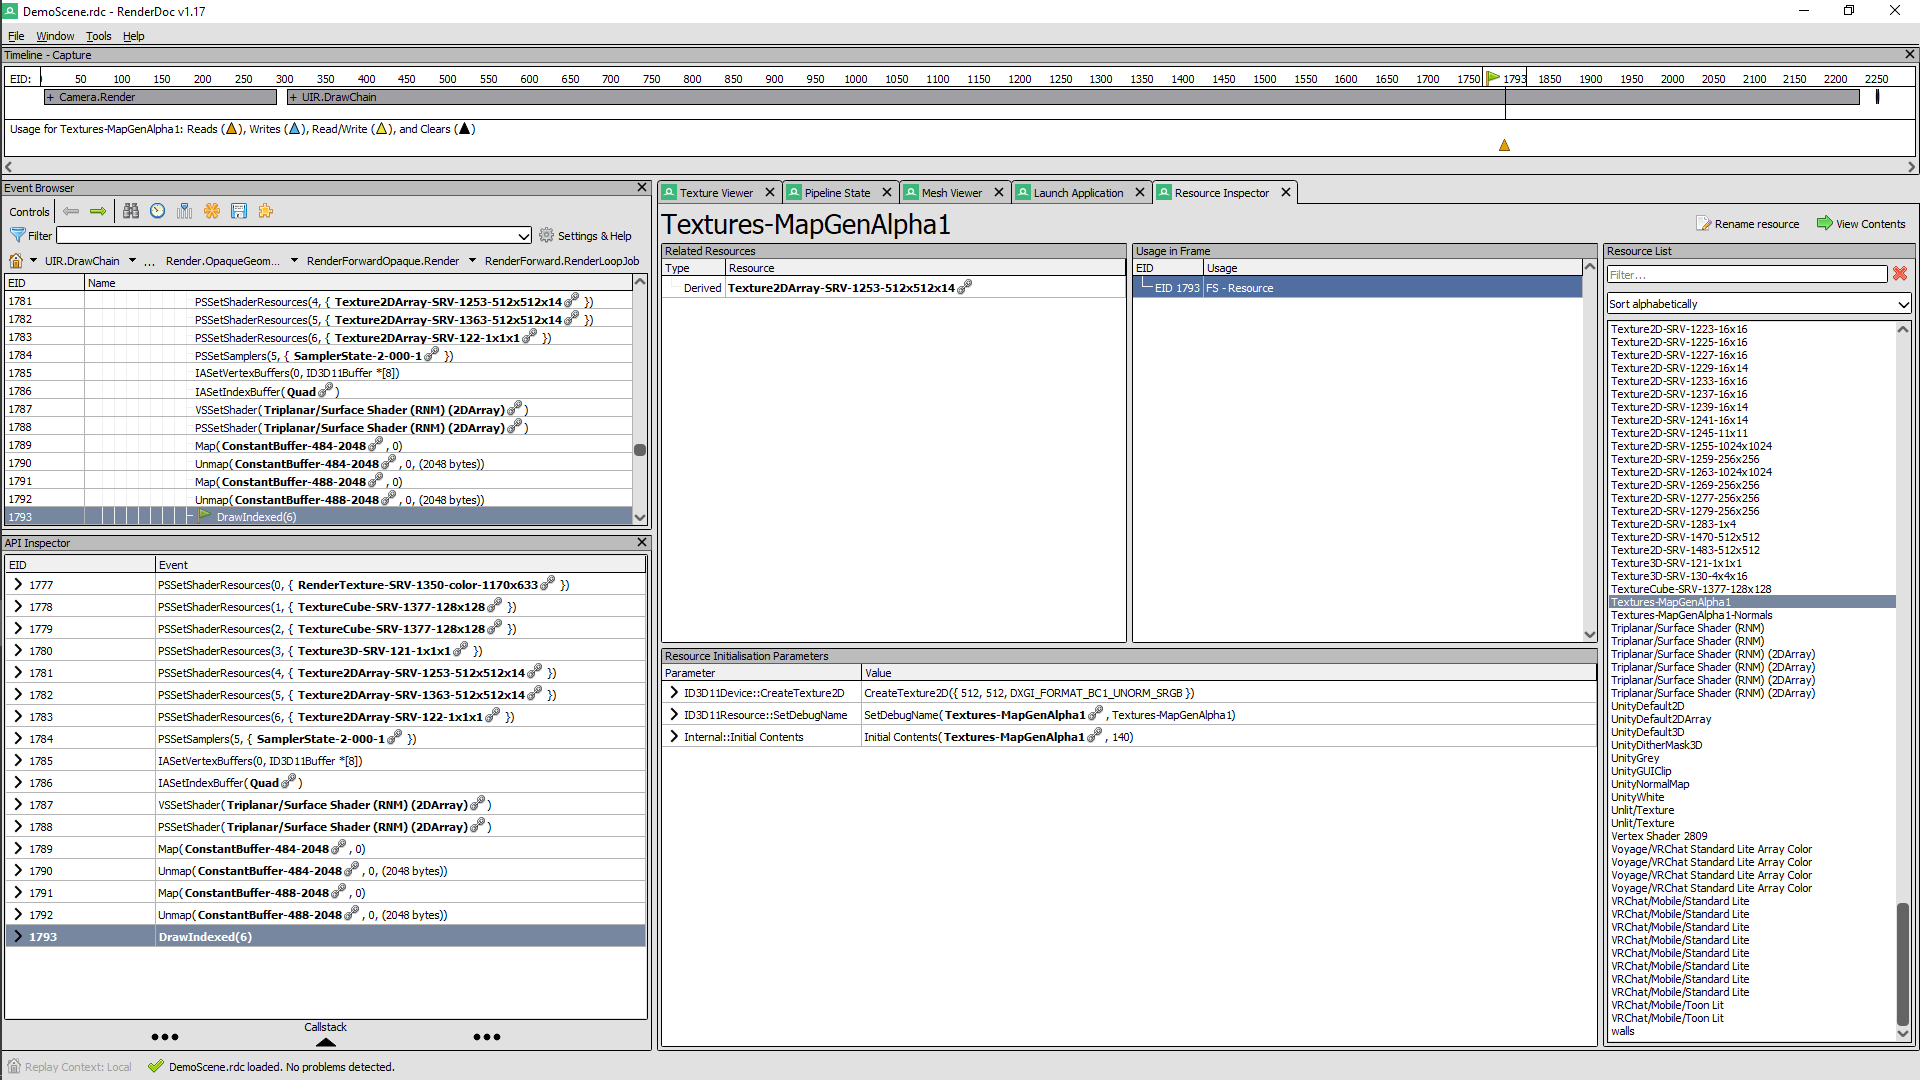 DemoScene.rdc - RenderDoc v1.17
File Window Tools Help
Timeline - Capture
EID: 50 100 150 200 250 300 350 400 450 500 550 600 650 700 750 800 850 900 950 1000 1050 1100 1150 1200 1250 1300 1350 1400 1450 1500 1550 1600 1650 1700 1750 1793 1850 1900 1950 2000 2050 2100 2150 2200 2250
+ Camera.Render + UIR.DrawChain
Usage for Textures-MapGenAlpha1: Reads ( ), Writes ( ), Read/Write ( ), and Clears ( )
Event Browser
Controls
Filter Settings & Help
UIR.DrawChain ... Render.OpaqueGeom... RenderForwardOpaque.Render RenderForward.RenderLoopJob
EID Name
1781 PSSetShaderResources(4, { Texture2DArray-SRV-1253-512x512x14 })
1782 PSSetShaderResources(5, { Texture2DArray-SRV-1363-512x512x14 })
1783 PSSetShaderResources(6, { Texture2DArray-SRV-122-1x1x1 })
1784 PSSetSamplers(5, { SamplerState-2-000-1 })
1785 IASetVertexBuffers(0, ID3D11Buffer *[8])
1786 IASetIndexBuffer(Quad )
1787 VSSetShader(Triplanar/Surface Shader (RNM) (2DArray) )
1788 PSSetShader(Triplanar/Surface Shader (RNM) (2DArray) )
1789 Map(ConstantBuffer-484-2048 , 0)
1790 Unmap(ConstantBuffer-484-2048 , 0, (2048 bytes))
1791 Map(ConstantBuffer-488-2048 , 0)
1792 Unmap(ConstantBuffer-488-2048 , 0, (2048 bytes))
1793 DrawIndexed(6)
API Inspector
EID Event
1777 PSSetShaderResources(0, { RenderTexture-SRV-1350-color-1170x633 })
1778 PSSetShaderResources(1, { TextureCube-SRV-1377-128x128 })
1779 PSSetShaderResources(2, { TextureCube-SRV-1377-128x128 })
1780 PSSetShaderResources(3, { Texture3D-SRV-121-1x1x1 })
1781 PSSetShaderResources(4, { Texture2DArray-SRV-1253-512x512x14 })
1782 PSSetShaderResources(5, { Texture2DArray-SRV-1363-512x512x14 })
1783 PSSetShaderResources(6, { Texture2DArray-SRV-122-1x1x1 })
1784 PSSetSamplers(5, { SamplerState-2-000-1 })
1785 IASetVertexBuffers(0, ID3D11Buffer *[8])
1786 IASetIndexBuffer(Quad )
1787 VSSetShader(Triplanar/Surface Shader (RNM) (2DArray) )
1788 PSSetShader(Triplanar/Surface Shader (RNM) (2DArray) )
1789 Map(ConstantBuffer-484-2048 , 0)
1790 Unmap(ConstantBuffer-484-2048 , 0, (2048 bytes))
1791 Map(ConstantBuffer-488-2048 , 0)
1792 Unmap(ConstantBuffer-488-2048 , 0, (2048 bytes))
1793 DrawIndexed(6)
Callstack
Texture Viewer Pipeline State Mesh Viewer Launch Application Resource Inspector
Textures-MapGenAlpha1
Rename resource View Contents
Related Resources
Type Resource
Derived Texture2DArray-SRV-1253-512x512x14
Usage in Frame
EID Usage
EID 1793 FS - Resource
Resource Initialisation Parameters
Parameter Value
ID3D11Device::CreateTexture2D CreateTexture2D({ 512, 512, DXGI_FORMAT_BC1_UNORM_SRGB })
ID3D11Resource::SetDebugName SetDebugName(Textures-MapGenAlpha1 , Textures-MapGenAlpha1)
Internal::Initial Contents Initial Contents(Textures-MapGenAlpha1 , 140)
Resource List
Filter...
Sort alphabetically
Texture2D-SRV-1223-16x16
Texture2D-SRV-1225-16x16
Texture2D-SRV-1227-16x16
Texture2D-SRV-1229-16x14
Texture2D-SRV-1233-16x16
Texture2D-SRV-1237-16x16
Texture2D-SRV-1239-16x14
Texture2D-SRV-1241-16x14
Texture2D-SRV-1245-11x11
Texture2D-SRV-1255-1024x1024
Texture2D-SRV-1259-256x256
Texture2D-SRV-1263-1024x1024
Texture2D-SRV-1269-256x256
Texture2D-SRV-1277-256x256
Texture2D-SRV-1279-256x256
Texture2D-SRV-1283-1x4
Texture2D-SRV-1470-512x512
Texture2D-SRV-1483-512x512
Texture3D-SRV-121-1x1x1
Texture3D-SRV-130-4x4x16
TextureCube-SRV-1377-128x128
Textures-MapGenAlpha1
Textures-MapGenAlpha1-Normals
Triplanar/Surface Shader (RNM)
Triplanar/Surface Shader (RNM)
Triplanar/Surface Shader (RNM) (2DArray)
Triplanar/Surface Shader (RNM) (2DArray)
Triplanar/Surface Shader (RNM) (2DArray)
Triplanar/Surface Shader (RNM) (2DArray)
UnityDefault2D
UnityDefault2DArray
UnityDefault3D
UnityDitherMask3D
UnityGrey
UnityGUIClip
UnityNormalMap
UnityWhite
Unlit/Texture
Unlit/Texture
Vertex Shader 2809
Voyage/VRChat Standard Lite Array Color
Voyage/VRChat Standard Lite Array Color
Voyage/VRChat Standard Lite Array Color
Voyage/VRChat Standard Lite Array Color
VRChat/Mobile/Standard Lite
VRChat/Mobile/Standard Lite
VRChat/Mobile/Standard Lite
VRChat/Mobile/Standard Lite
VRChat/Mobile/Standard Lite
VRChat/Mobile/Standard Lite
VRChat/Mobile/Standard Lite
VRChat/Mobile/Standard Lite
VRChat/Mobile/Toon Lit
VRChat/Mobile/Toon Lit
walls
Replay Context: Local DemoScene.rdc loaded. No problems detected.